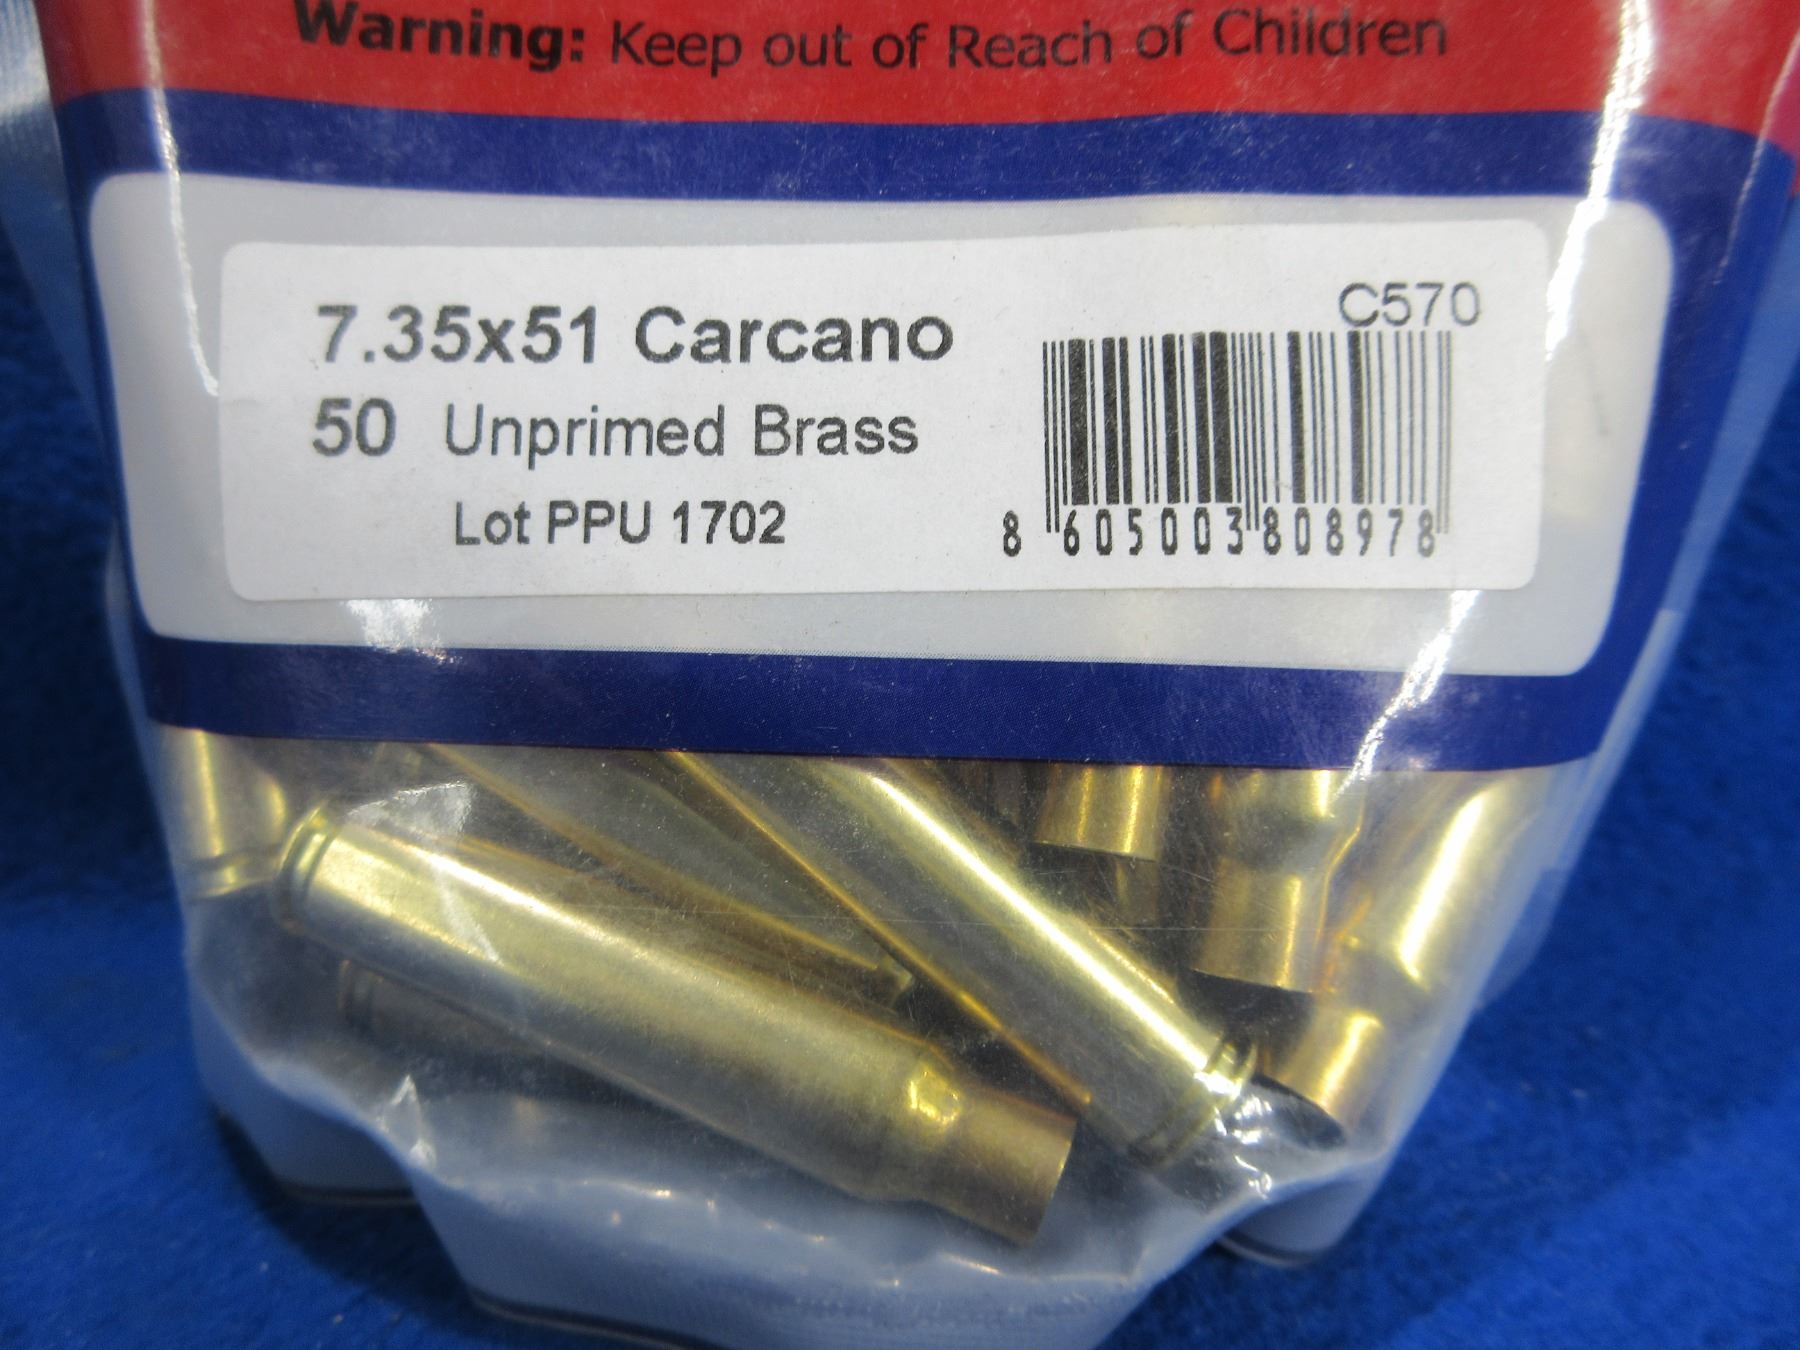 Warning: Keep out of Reach of Children
C570
7.35x51 Carcano
50 Unprimed Brass
Lot PPU 1702
8 605003 808978